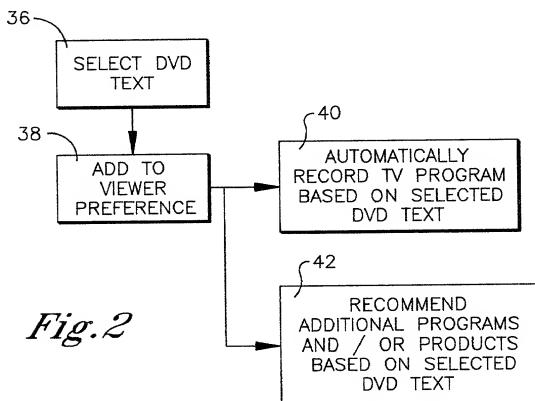 36
SELECT DVD
TEXT
38
ADD TO
VIEWER
PREFERENCE
40
AUTOMATICALLY
RECORD TV PROGRAM
BASED ON SELECTED
DVD TEXT
42
RECOMMEND
ADDITIONAL PROGRAMS
AND / OR PRODUCTS
BASED ON SELECTED
DVD TEXT
Fig.2